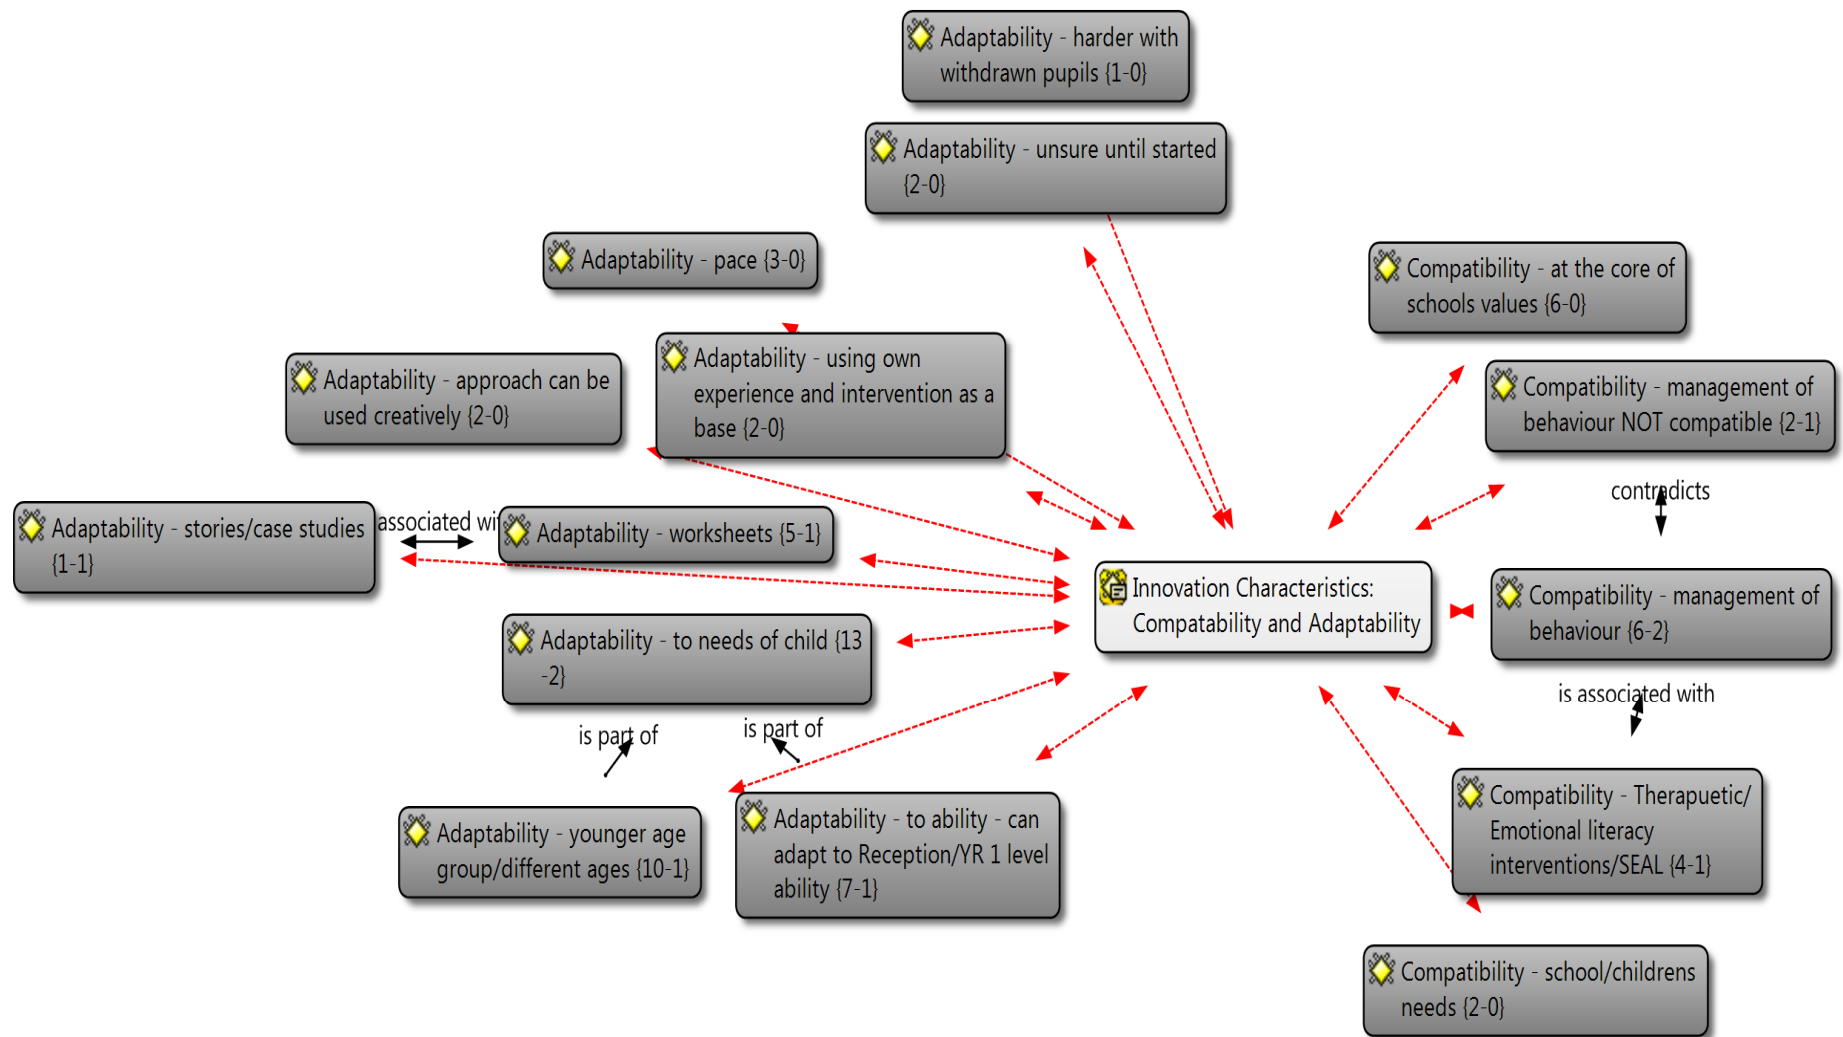 Adaptability - harder with
withdrawn pupils {1-0}
Adaptability - unsure until started
{2-0}
Adaptability - pace {3-0}
Compatibility - at the core of
schools values {6-0}
Adaptability - using own
experience and intervention as a
base {2-0}
Adaptability - approach can be
used creatively {2-0}
Compatibility - management of
behaviour NOT compatible {2-1}
contradicts
Adaptability - stories/case studies
{1-1}
associated wi
Adaptability - worksheets {5-1}
Innovation Characteristics:
Compatability and Adaptability
Compatibility - management of
behaviour {6-2}
Adaptability - to needs of child {13
-2}
is associated with
is part of
is part of
Adaptability - younger age
group/different ages {10-1}
Adaptability - to ability - can
adapt to Reception/YR 1 level
ability {7-1}
Compatibility - Therapuetic/
Emotional literacy
interventions/SEAL {4-1}
Compatibility - school/childrens
needs {2-0}